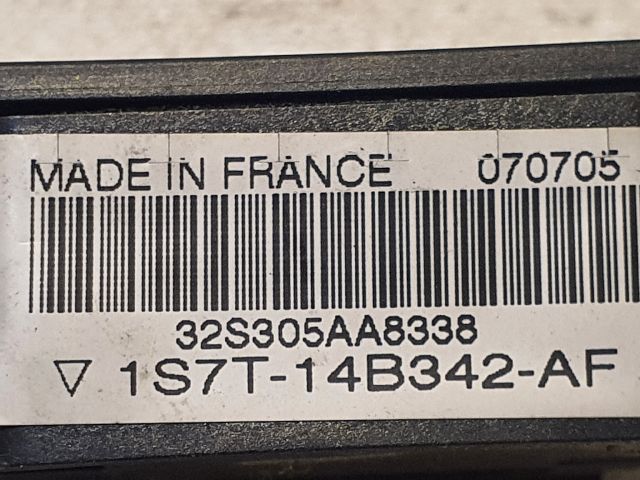 MADE IN FRANCE 070705
32S305AA8338
▽ 1S7T-14B342-AF